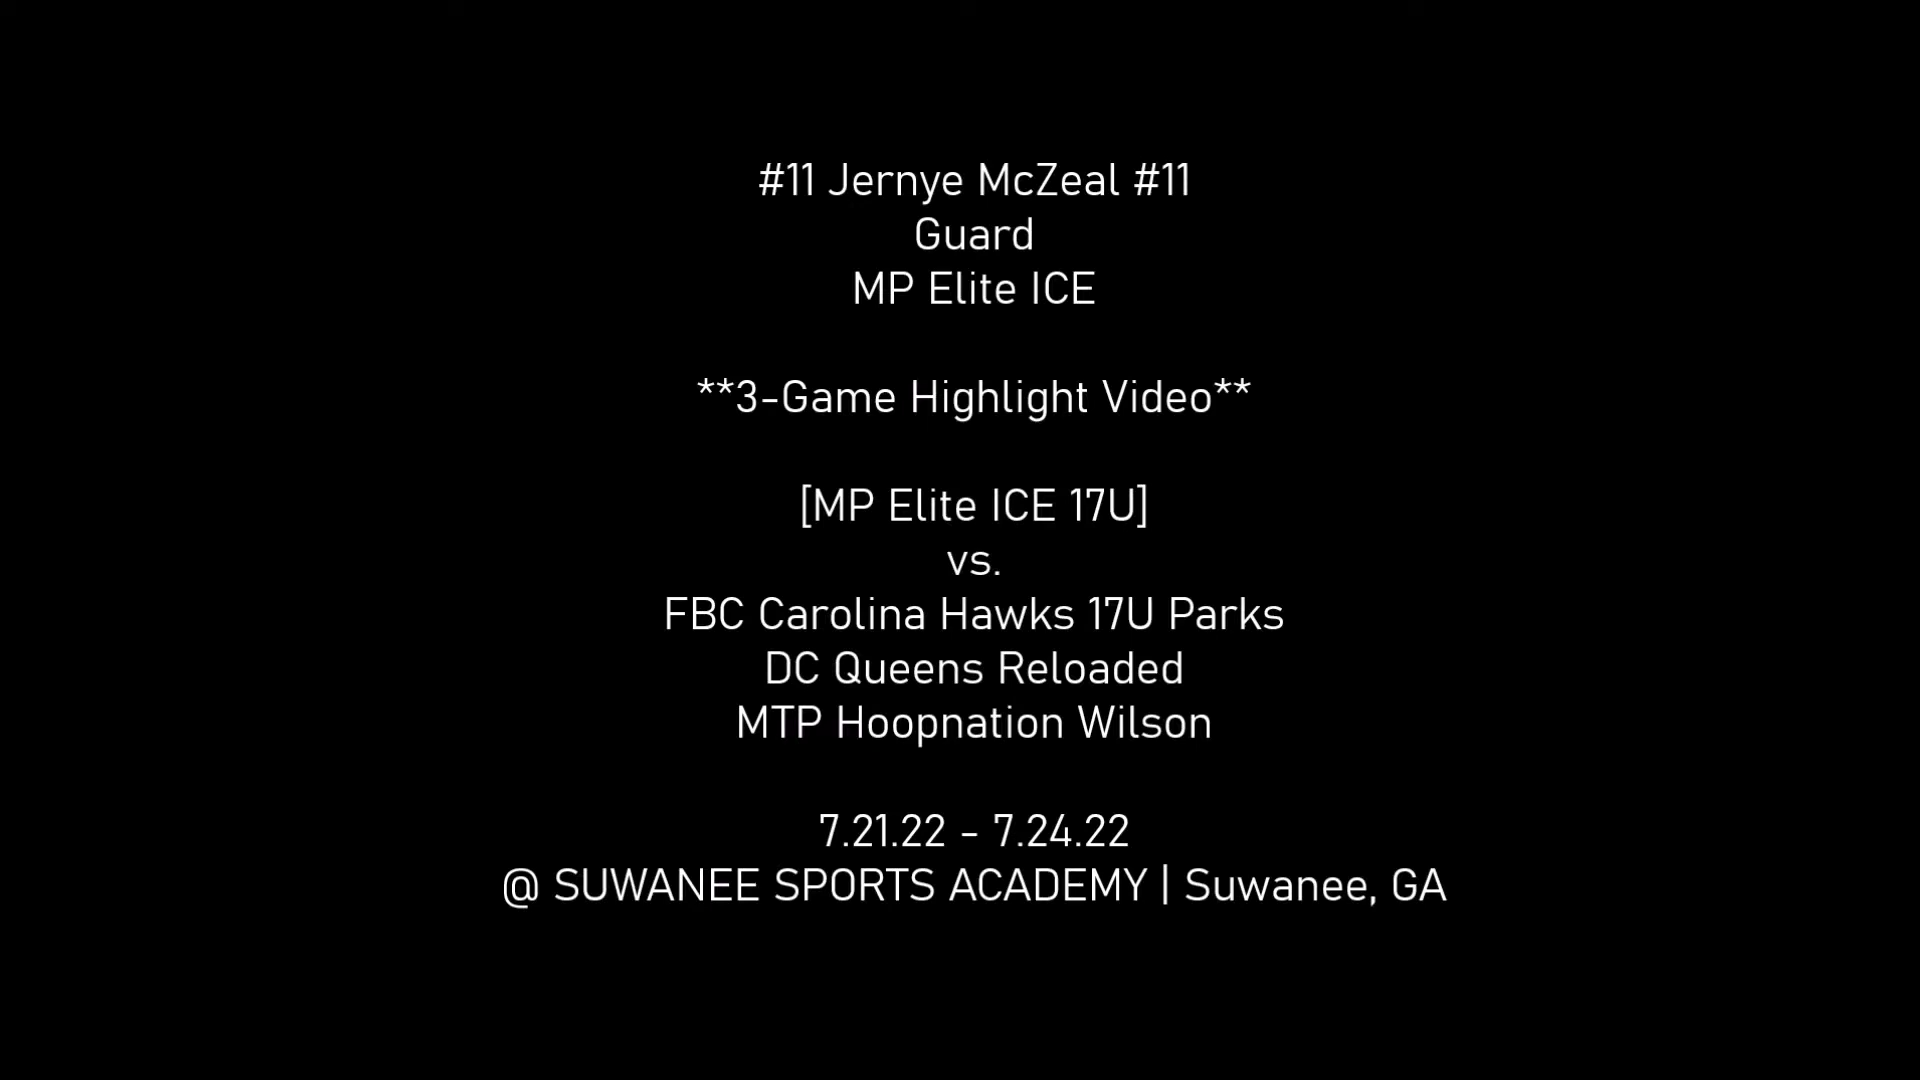 #11 Jernye McZeal #11
Guard
MP Elite ICE
**3-Game Highlight Video**
[MP Elite ICE 17U]
vs.
FBC Carolina Hawks 17U Parks
DC Queens Reloaded
MTP Hoopnation Wilson
7.21.22 - 7.24.22
@ SUWANEE SPORTS ACADEMY | Suwanee, GA